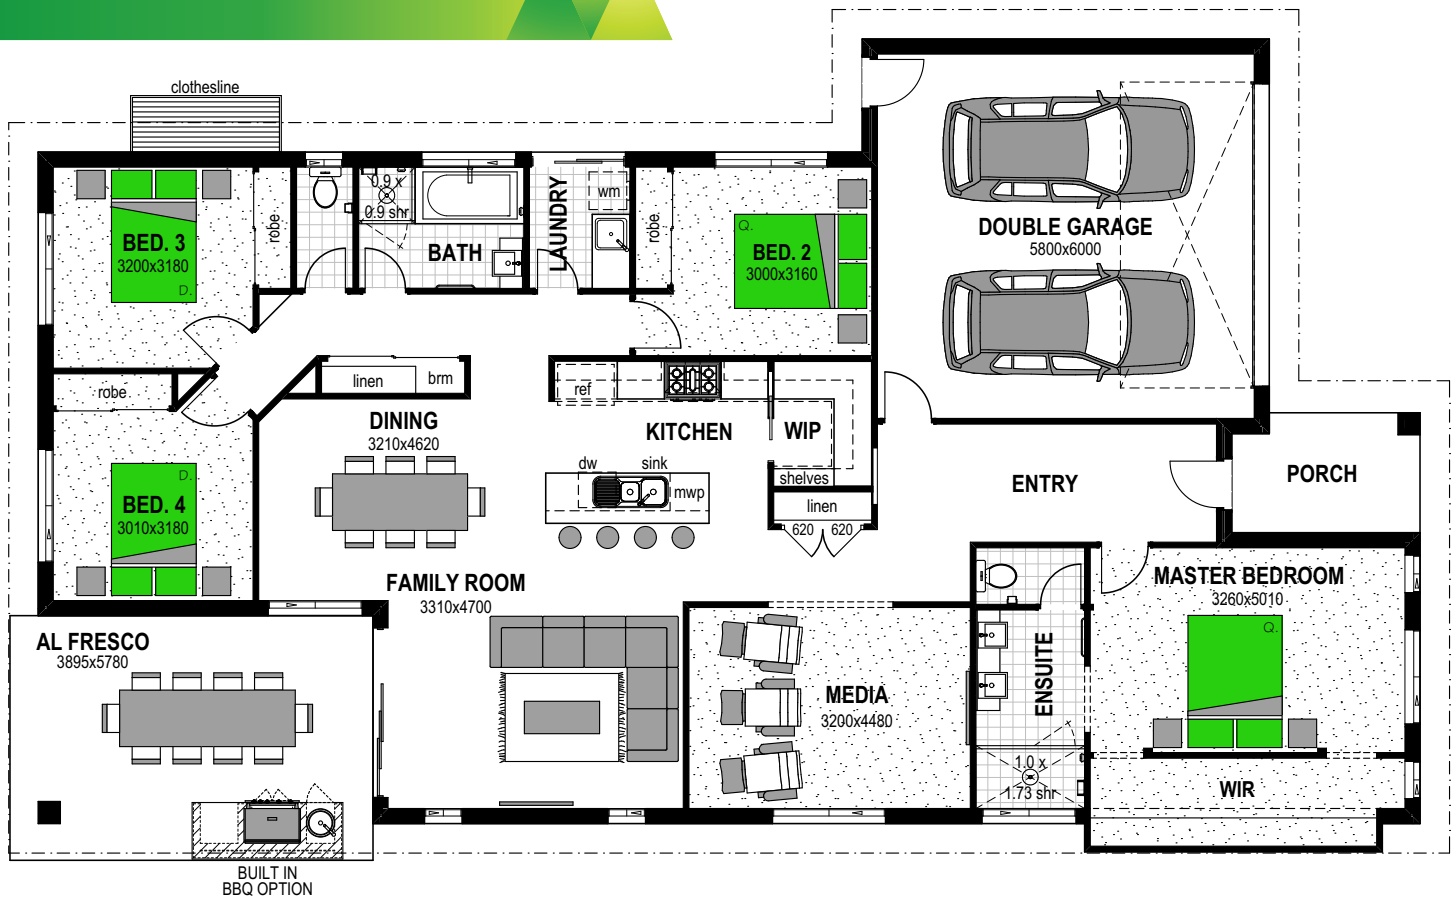 clothesline
BED. 3
3200x3180
D.
robe.
0.9 x
0.9 shr
BATH
LAUNDRY
wm
robe.
Q.
BED. 2
3000x3160
DOUBLE GARAGE
5800x6000
robe.
linen
brm
ref
DINING
3210x4620
KITCHEN
WIP
shelves
linen
620
620
dw
sink
mwp
ENTRY
PORCH
D.
BED. 4
3010x3180
FAMILY ROOM
3310x4700
MASTER BEDROOM
3260x5010
Q.
AL FRESCO
3895x5780
MEDIA
3200x4480
ENSUITE
1.0 x
1.73 shr
WIR
BUILT IN
BBQ OPTION